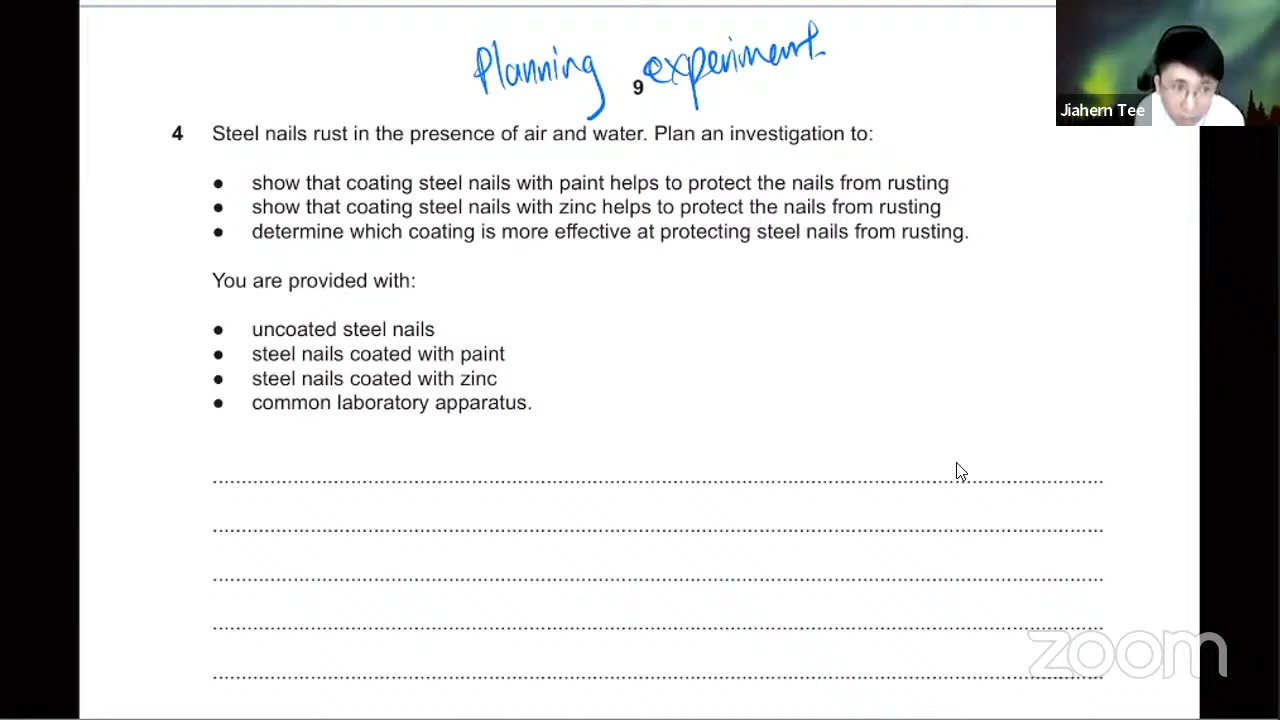 Planning experiment
9
Jiahern Tee
4 Steel nails rust in the presence of air and water. Plan an investigation to:
● show that coating steel nails with paint helps to protect the nails from rusting
● show that coating steel nails with zinc helps to protect the nails from rusting
● determine which coating is more effective at protecting steel nails from rusting.
You are provided with:
● uncoated steel nails
● steel nails coated with paint
● steel nails coated with zinc
● common laboratory apparatus.
zoom